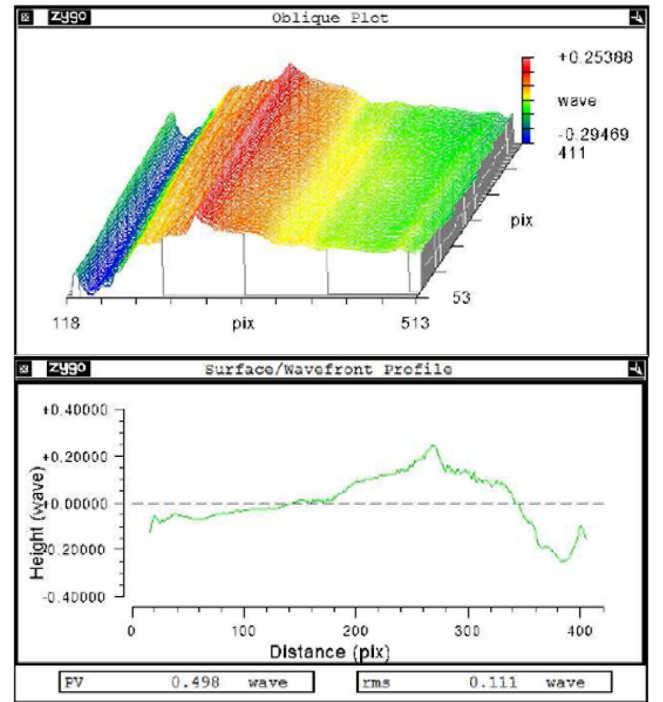 zygo Oblique Plot
+0.25388
wave
-0.29469
411
pix
53
118 pix 513
zygo Surface/Wavefront Profile
+0.40000
+0.20000
+0.00000
-0.20000
-0.40000
Height (wave)
0 100 200 300 400
Distance (pix)
PV 0.498 wave rms 0.111 wave